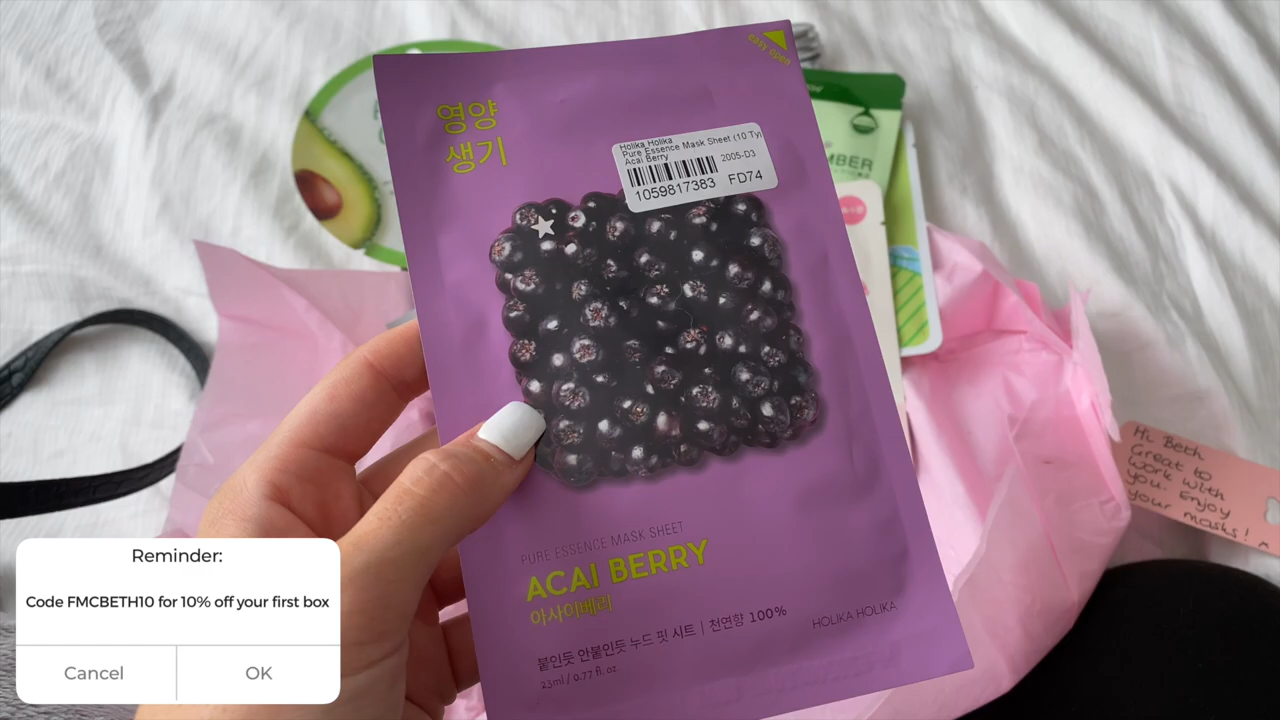 easy open
영양
생기
Holika Holika
Pure Essence Mask Sheet (10 Ty
Acai Berry
2005-D3
1059817383 FD74
MBER
PURE ESSENCE MASK SHEET
ACAI BERRY
아사이베리
붙인듯 안붙인듯 누드 핏 시트 | 천연향 100%
HOLIKA HOLIKA
23ml / 0.77 fl. oz.
Hi Beth
Great to
work with
you. Enjoy
your masks! x
Reminder:
Code FMCBETH10 for 10% off your first box
Cancel
OK